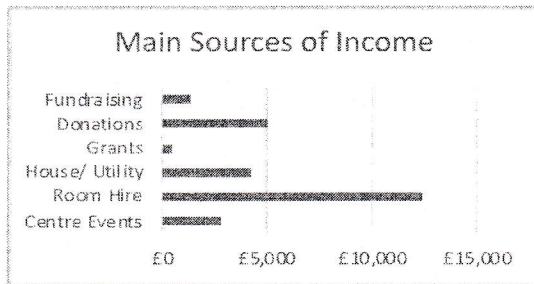 Main Sources of Income
Fundraising
Donations
Grants
House/ Utility
Room Hire
Centre Events
£0 £5,000 £10,000 £15,000